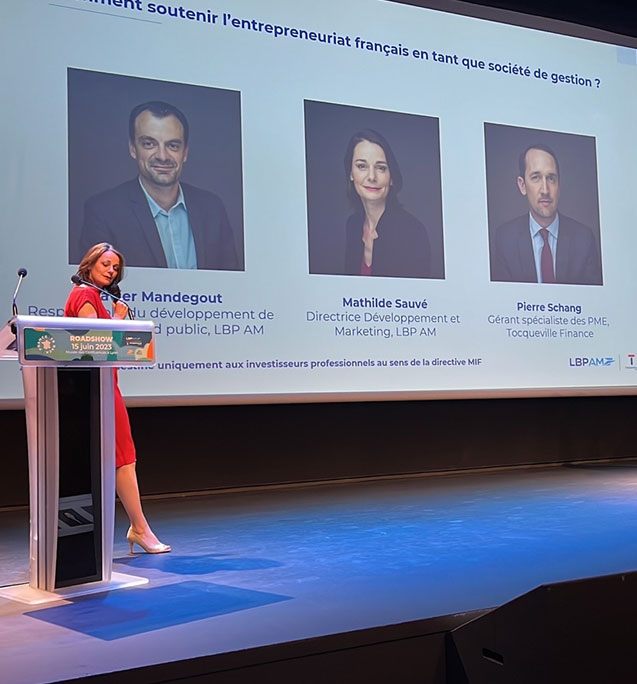 ment soutenir l'entrepreneuriat français en tant que société de gestion ?
er Mandegout
du développement de
d public, LBP AM
Mathilde Sauvé
Directrice Développement et
Marketing, LBP AM
Pierre Schang
Gérant spécialiste des PME,
Tocqueville Finance
uniquement aux investisseurs professionnels au sens de la directive MIF
LBPAM
ROADSHOW
15 juin 2023